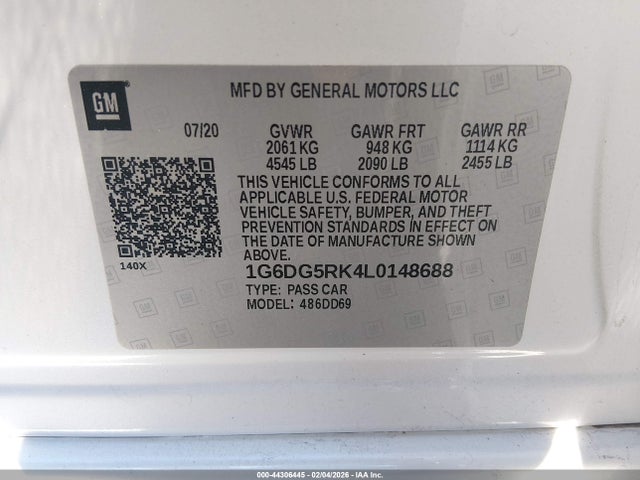 GM
MFD BY GENERAL MOTORS LLC
07/20 GVWR GAWR FRT GAWR RR
2061 KG 948 KG 1114 KG
4545 LB 2090 LB 2455 LB
THIS VEHICLE CONFORMS TO ALL
APPLICABLE U.S. FEDERAL MOTOR
VEHICLE SAFETY, BUMPER, AND THEFT
PREVENTION STANDARDS IN EFFECT ON
THE DATE OF MANUFACTURE SHOWN
ABOVE.
140X
1G6DG5RK4L0148688
TYPE: PASS CAR
MODEL: 486DD69
000-44306445 - 02/04/2026 - IAA Inc.